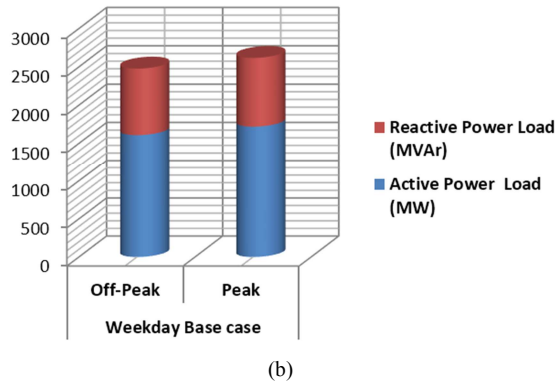 3000
2500
2000
1500
1000
500
0
Off-Peak
Peak
Weekday Base case
Reactive Power Load
(MVAr)
Active Power Load
(MW)
(b)